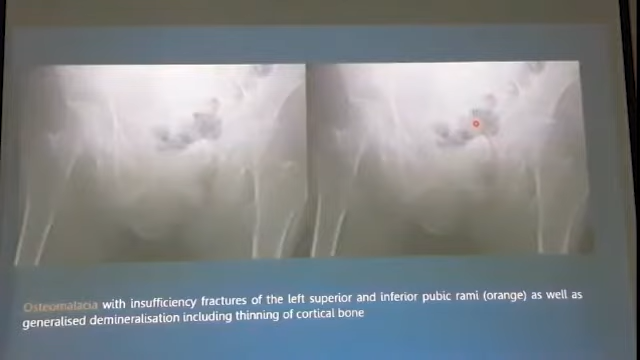 Osteomalacia with insufficiency fractures of the left superior and inferior pubic rami (orange) as well as
generalised demineralisation including thinning of cortical bone